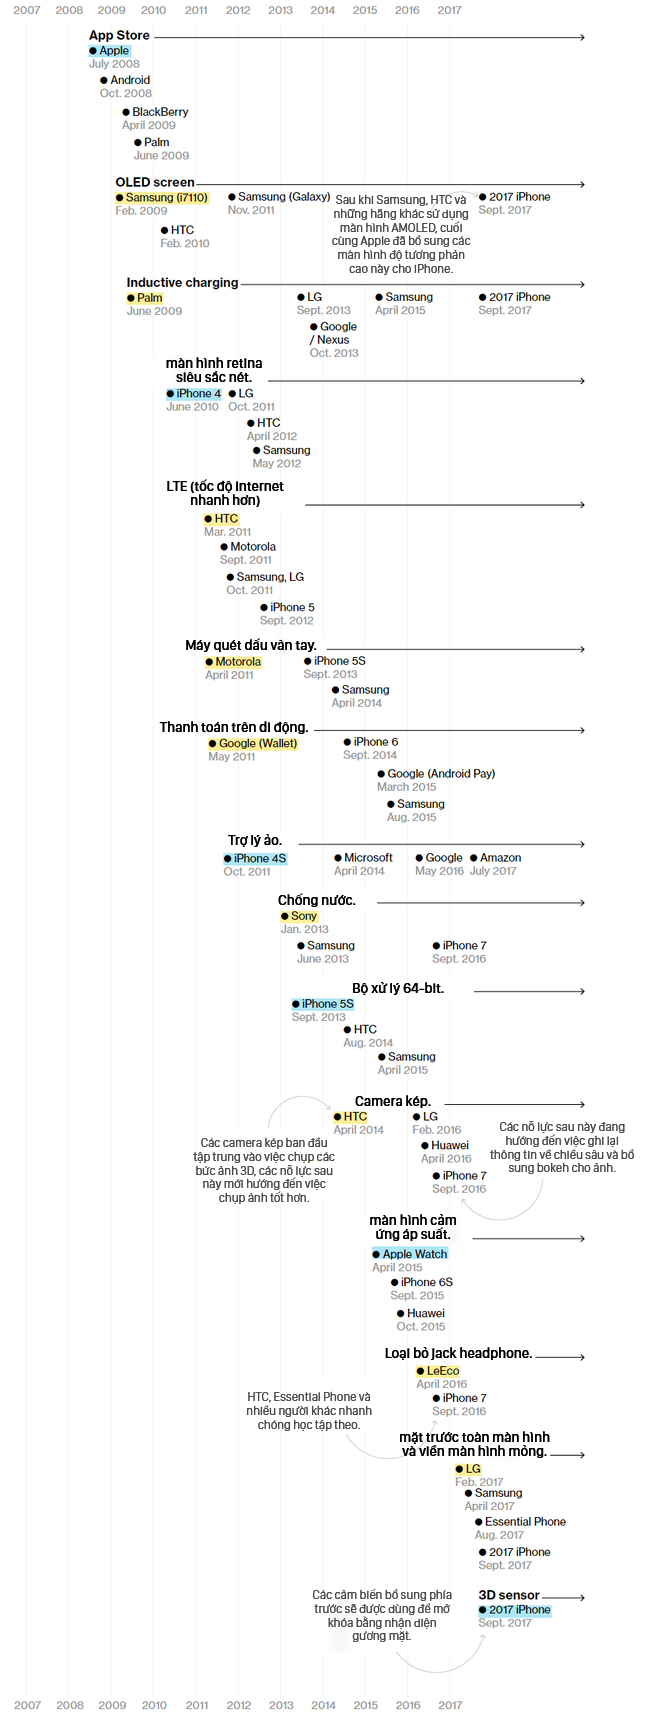 2007 2008 2009 2010 2011 2012 2013 2014 2015 2016 2017
App Store
Apple
July 2008
Android
Oct. 2008
BlackBerry
April 2009
Palm
June 2009
OLED screen
Samsung (i7110)
Feb. 2009
Samsung (Galaxy)
Nov. 2011
2017 iPhone
Sept. 2017
HTC
Feb. 2010
Sau khi Samsung, HTC và
những hãng khác sử dụng
màn hình AMOLED, cuối
cùng Apple đã bổ sung các
màn hình độ tương phản
cao này cho iPhone.
Inductive charging
Palm
June 2009
LG
Sept. 2013
Samsung
April 2015
2017 iPhone
Sept. 2017
Google
/ Nexus
Oct. 2013
màn hình retina
siêu sắc nét.
iPhone 4
June 2010
LG
Oct. 2011
HTC
April 2012
Samsung
May 2012
LTE (tốc độ internet
nhanh hơn)
HTC
Mar. 2011
Motorola
Sept. 2011
Samsung, LG
Oct. 2011
iPhone 5
Sept. 2012
Máy quét dấu vân tay.
Motorola
April 2011
iPhone 5S
Sept. 2013
Samsung
April 2014
Thanh toán trên di động.
Google (Wallet)
May 2011
iPhone 6
Sept. 2014
Google (Android Pay)
March 2015
Samsung
Aug. 2015
Trợ lý ảo.
iPhone 4S
Oct. 2011
Microsoft
April 2014
Google
May 2016
Amazon
July 2017
Chống nước.
Sony
Jan. 2013
Samsung
June 2013
iPhone 7
Sept. 2016
Bộ xử lý 64-bit.
iPhone 5S
Sept. 2013
HTC
Aug. 2014
Samsung
April 2015
Camera kép.
HTC
April 2014
LG
Feb. 2016
Huawei
April 2016
iPhone 7
Sept. 2016
Các camera kép ban đầu
tập trung vào việc chụp các
bức ảnh 3D, các nỗ lực sau
này mới hướng đến việc
chụp ảnh tốt hơn.
Các nỗ lực sau này đang
hướng đến việc ghi lại
thông tin về chiều sâu và bổ
sung bokeh cho ảnh.
màn hình cảm
ứng áp suất.
Apple Watch
April 2015
iPhone 6S
Sept. 2015
Huawei
Oct. 2015
Loại bỏ jack headphone.
LeEco
April 2016
iPhone 7
Sept. 2016
HTC, Essential Phone và
nhiều người khác nhanh
chóng học tập theo.
mặt trước toàn màn hình
và viền màn hình mỏng.
LG
Feb. 2017
Samsung
April 2017
Essential Phone
Aug. 2017
2017 iPhone
Sept. 2017
3D sensor
2017 iPhone
Sept. 2017
Các cảm biến bổ sung phía
trước sẽ được dùng để mở
khóa bằng nhận diện
gương mặt.
2007 2008 2009 2010 2011 2012 2013 2014 2015 2016 2017